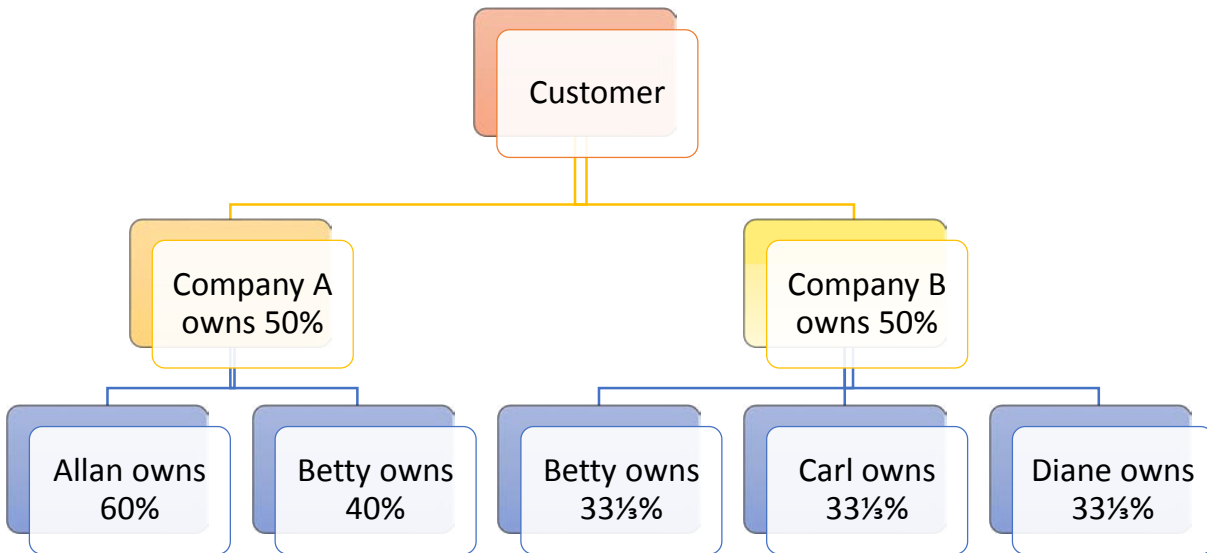 Customer
Company A
owns 50%
Company B
owns 50%
Allan owns
60%
Betty owns
40%
Betty owns
33⅓%
Carl owns
33⅓%
Diane owns
33⅓%